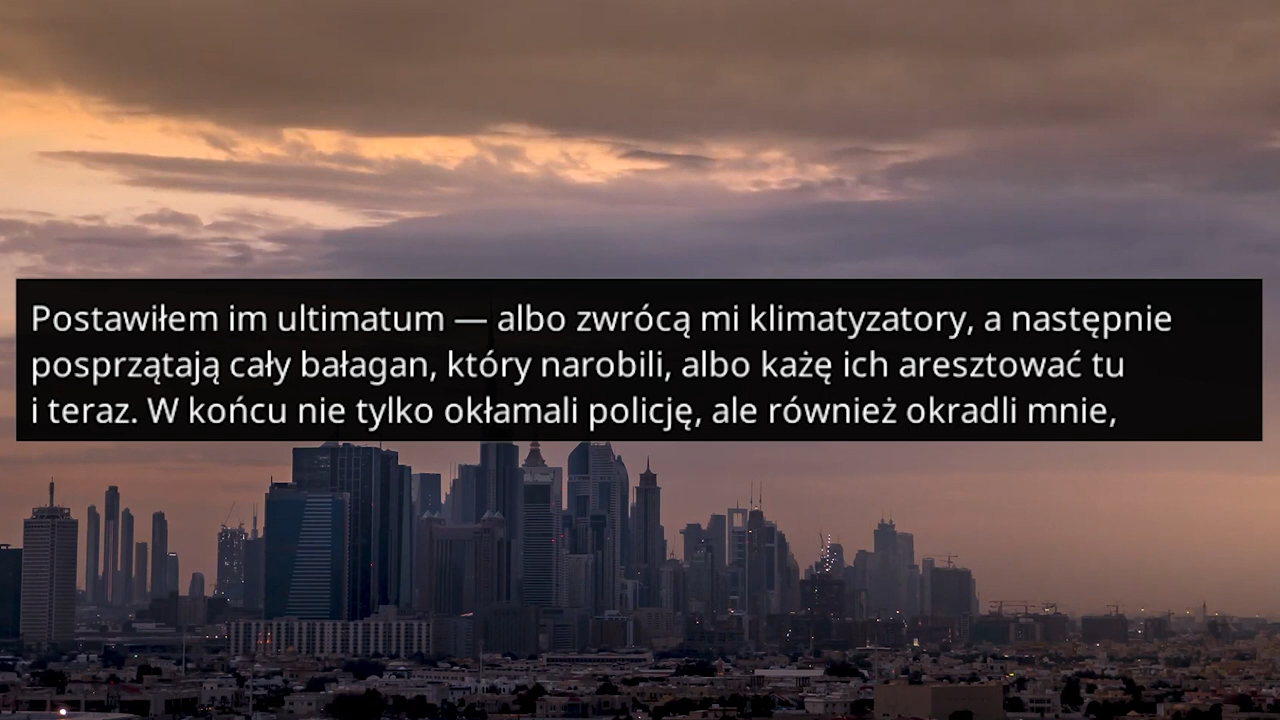 Postawiłem im ultimatum — albo zwrócą mi klimatyzatory, a następnie
posprzątają cały bałagan, który narobili, albo każę ich aresztować tu
i teraz. W końcu nie tylko okłamali policję, ale również okradli mnie,